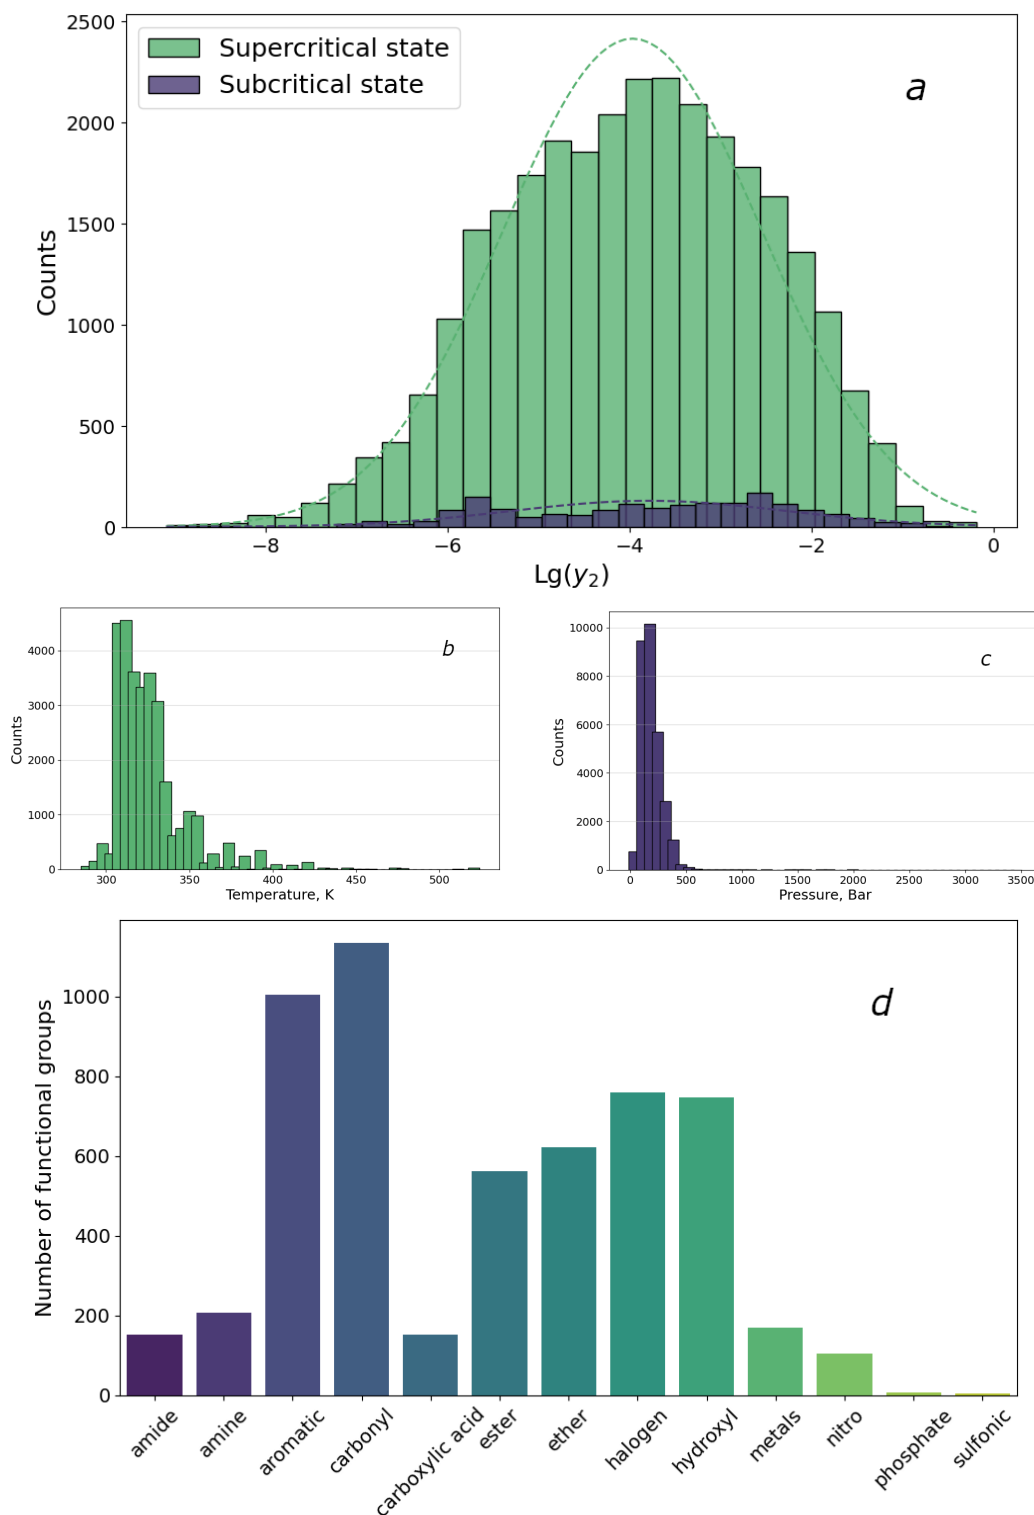 2500
2000
1500
1000
500
0
Counts
Supercritical state
Subcritical state
a
−8 −6 −4 −2 0
Lg(y₂)
4000
3000
2000
1000
0
Counts
b
300 350 400 450 500
Temperature, K
10000
8000
6000
4000
2000
0
Counts
c
0 500 1000 1500 2000 2500 3000 3500
Pressure, Bar
1000
800
600
400
200
0
Number of functional groups
d
amide
amine
aromatic
carbonyl
carboxylic acid
ester
ether
halogen
hydroxyl
metals
nitro
phosphate
sulfonic